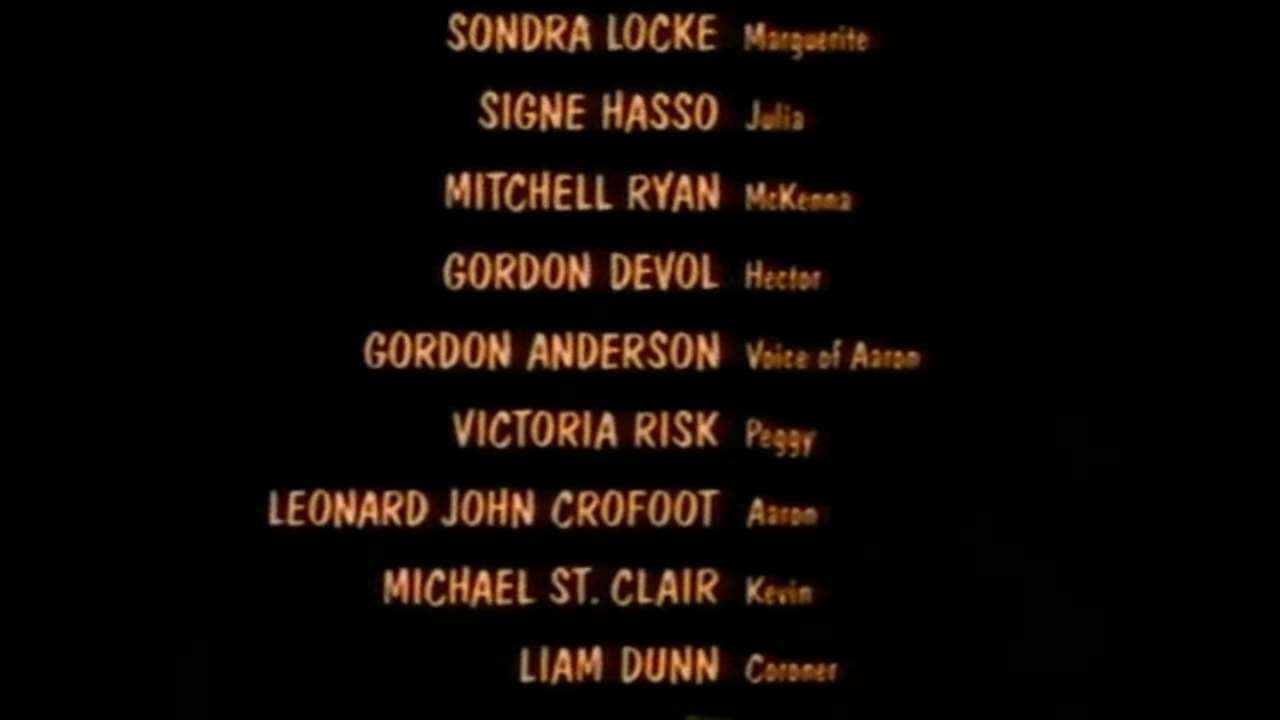 SONDRA LOCKE Marguerite
SIGNE HASSO Julia
MITCHELL RYAN McKenna
GORDON DEVOL Hector
GORDON ANDERSON Voice of Aaron
VICTORIA RISK Peggy
LEONARD JOHN CROFOOT Aaron
MICHAEL ST. CLAIR Kevin
LIAM DUNN Coroner